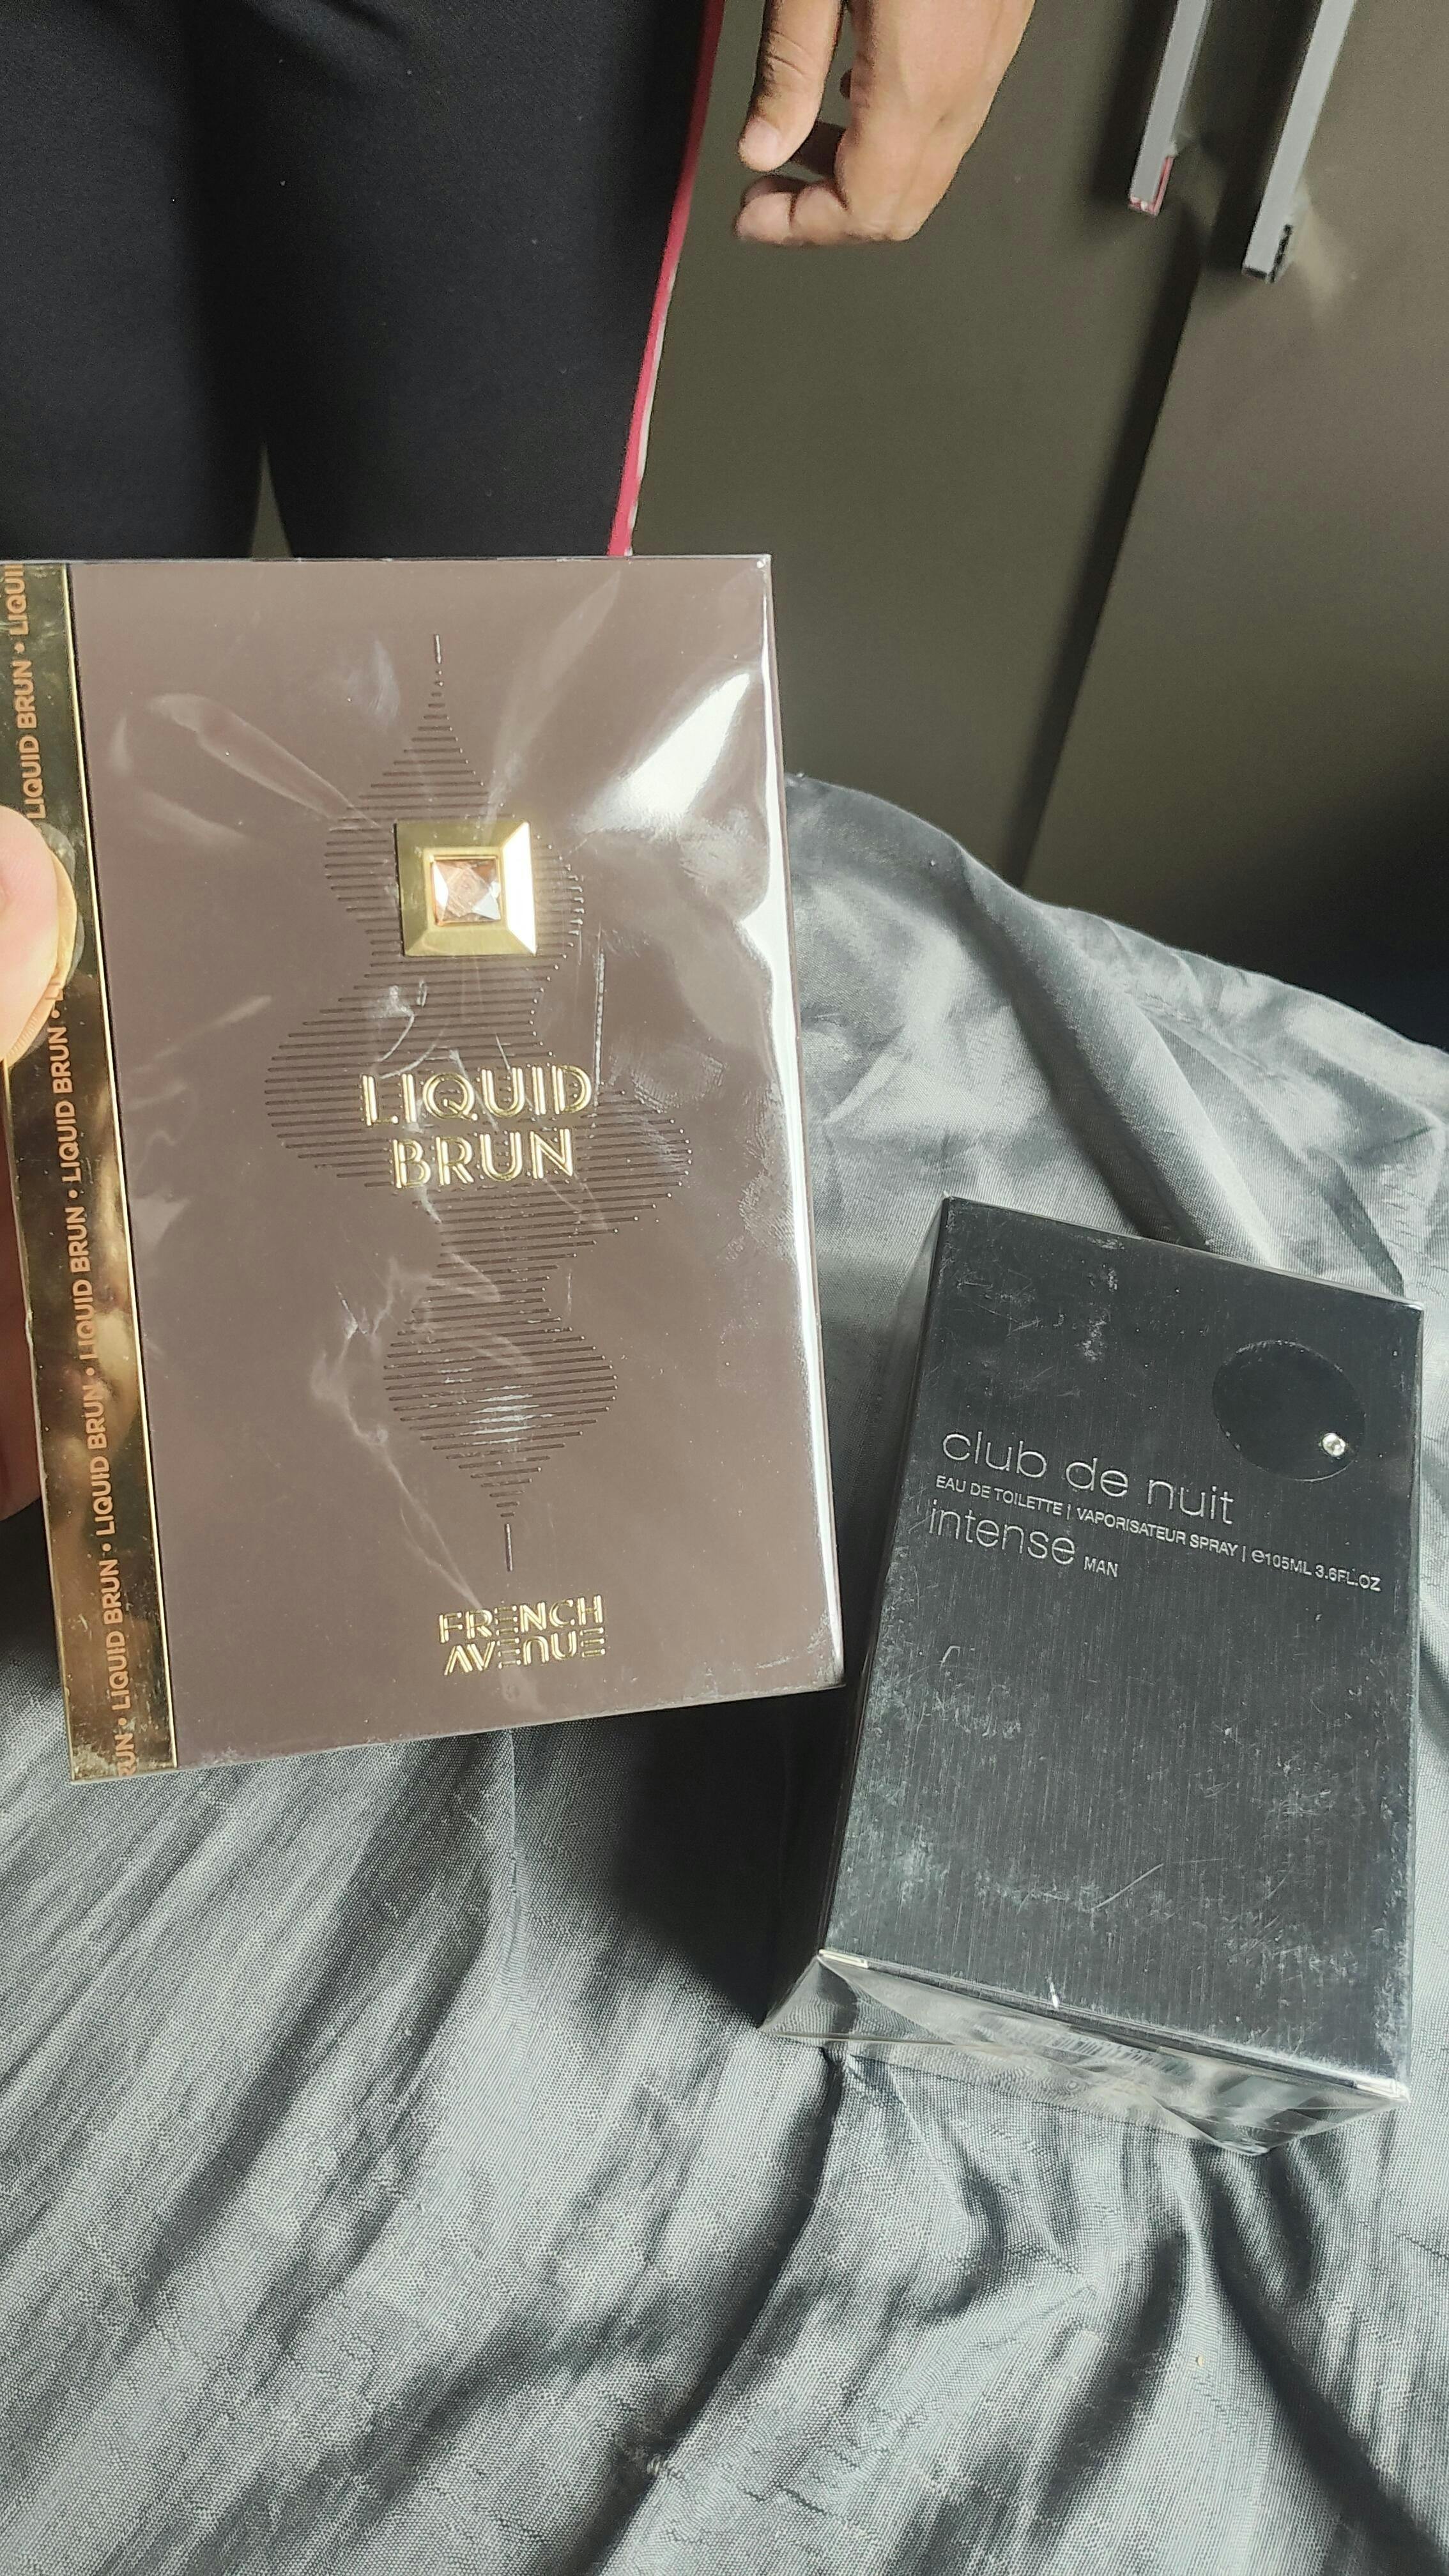 LIQUID BRUN • LIQUID BRUN • LIQUID BRUN • LIQUID BRUN • LIQUID BRUN • LIQUID BRUN
LIQUID
BRUN
FRENCH
AVENUE
club de nuit
EAU DE TOILETTE | VAPORISATEUR SPRAY | ℮105ML 3.6FL.OZ
intense MAN